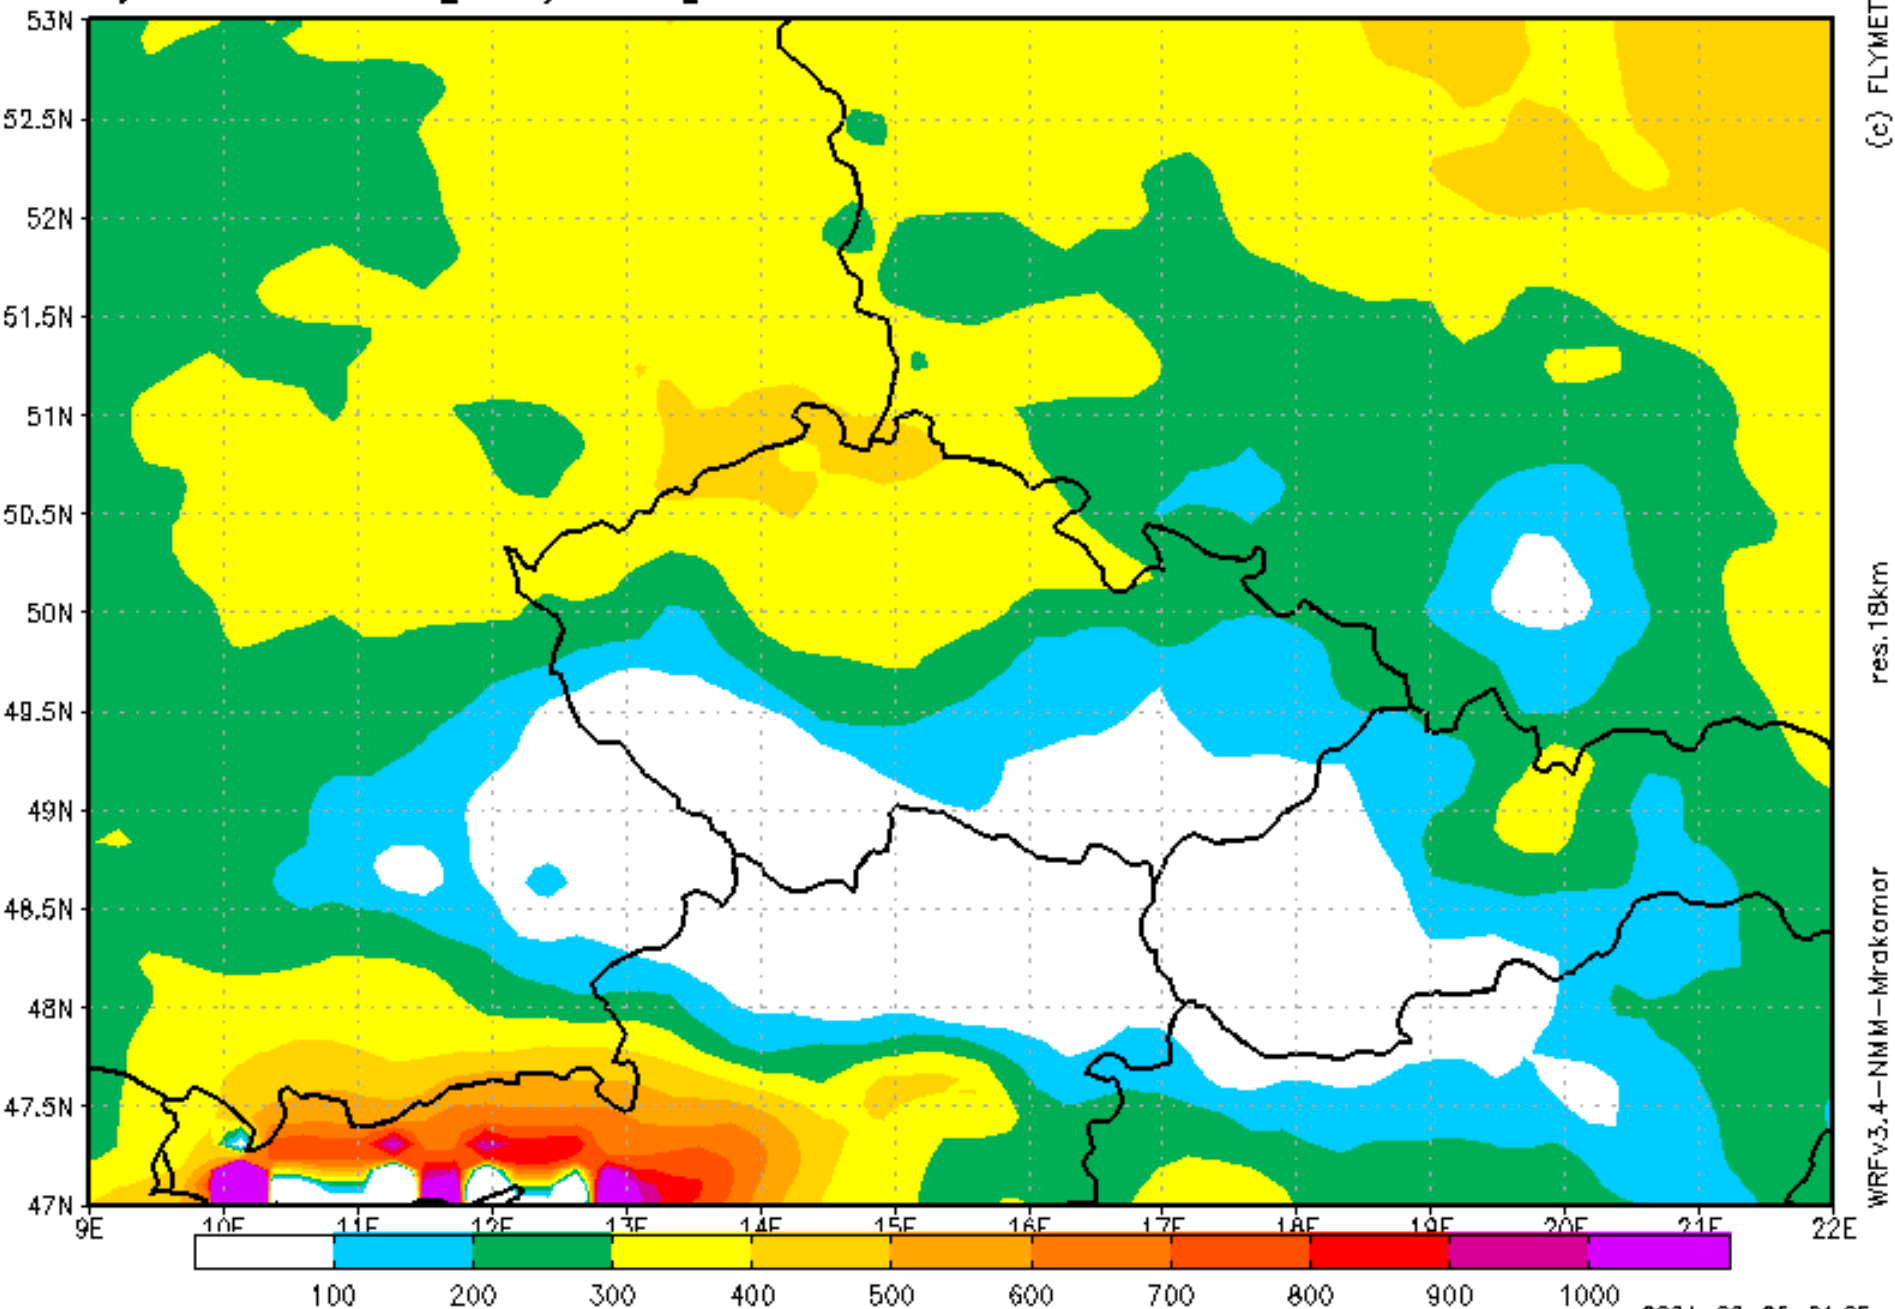 53N
52.5N
52N
51.5N
51N
50.5N
50N
49.5N
49N
48.5N
48N
47.5N
47N
9E 10E 11E 12E 13E 14E 15E 16E 17E 18E 19E 20E 21E 22E
100 200 300 400 500 600 700 800 900 1000
(c) FLYMET
res.18km
WRFv3.4-NMM-Mrakomor